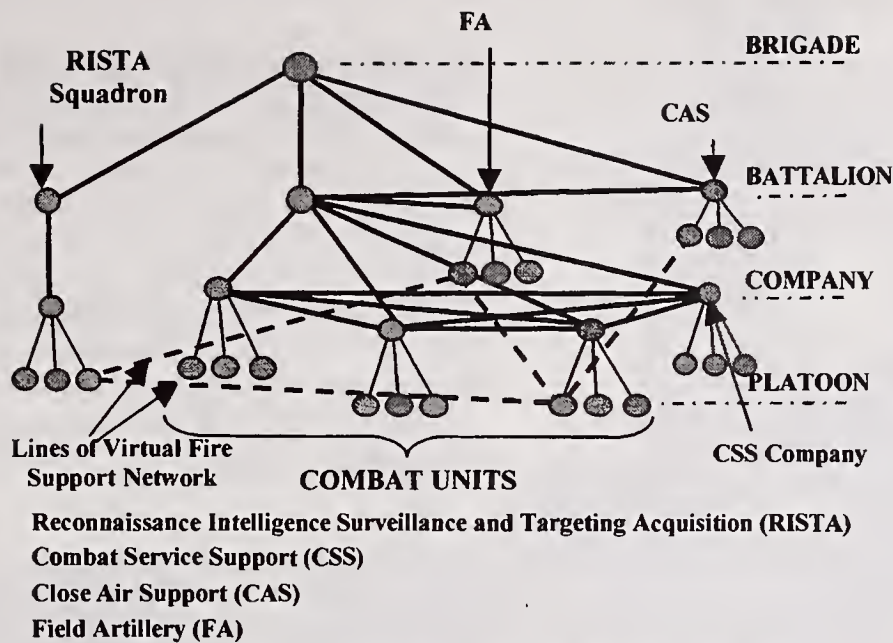 FA
BRIGADE
RISTA
Squadron
CAS
BATTALION
COMPANY
PLATOON
Lines of Virtual Fire
Support Network
COMBAT UNITS
CSS Company
Reconnaissance Intelligence Surveillance and Targeting Acquisition (RISTA)
Combat Service Support (CSS)
Close Air Support (CAS)
Field Artillery (FA)